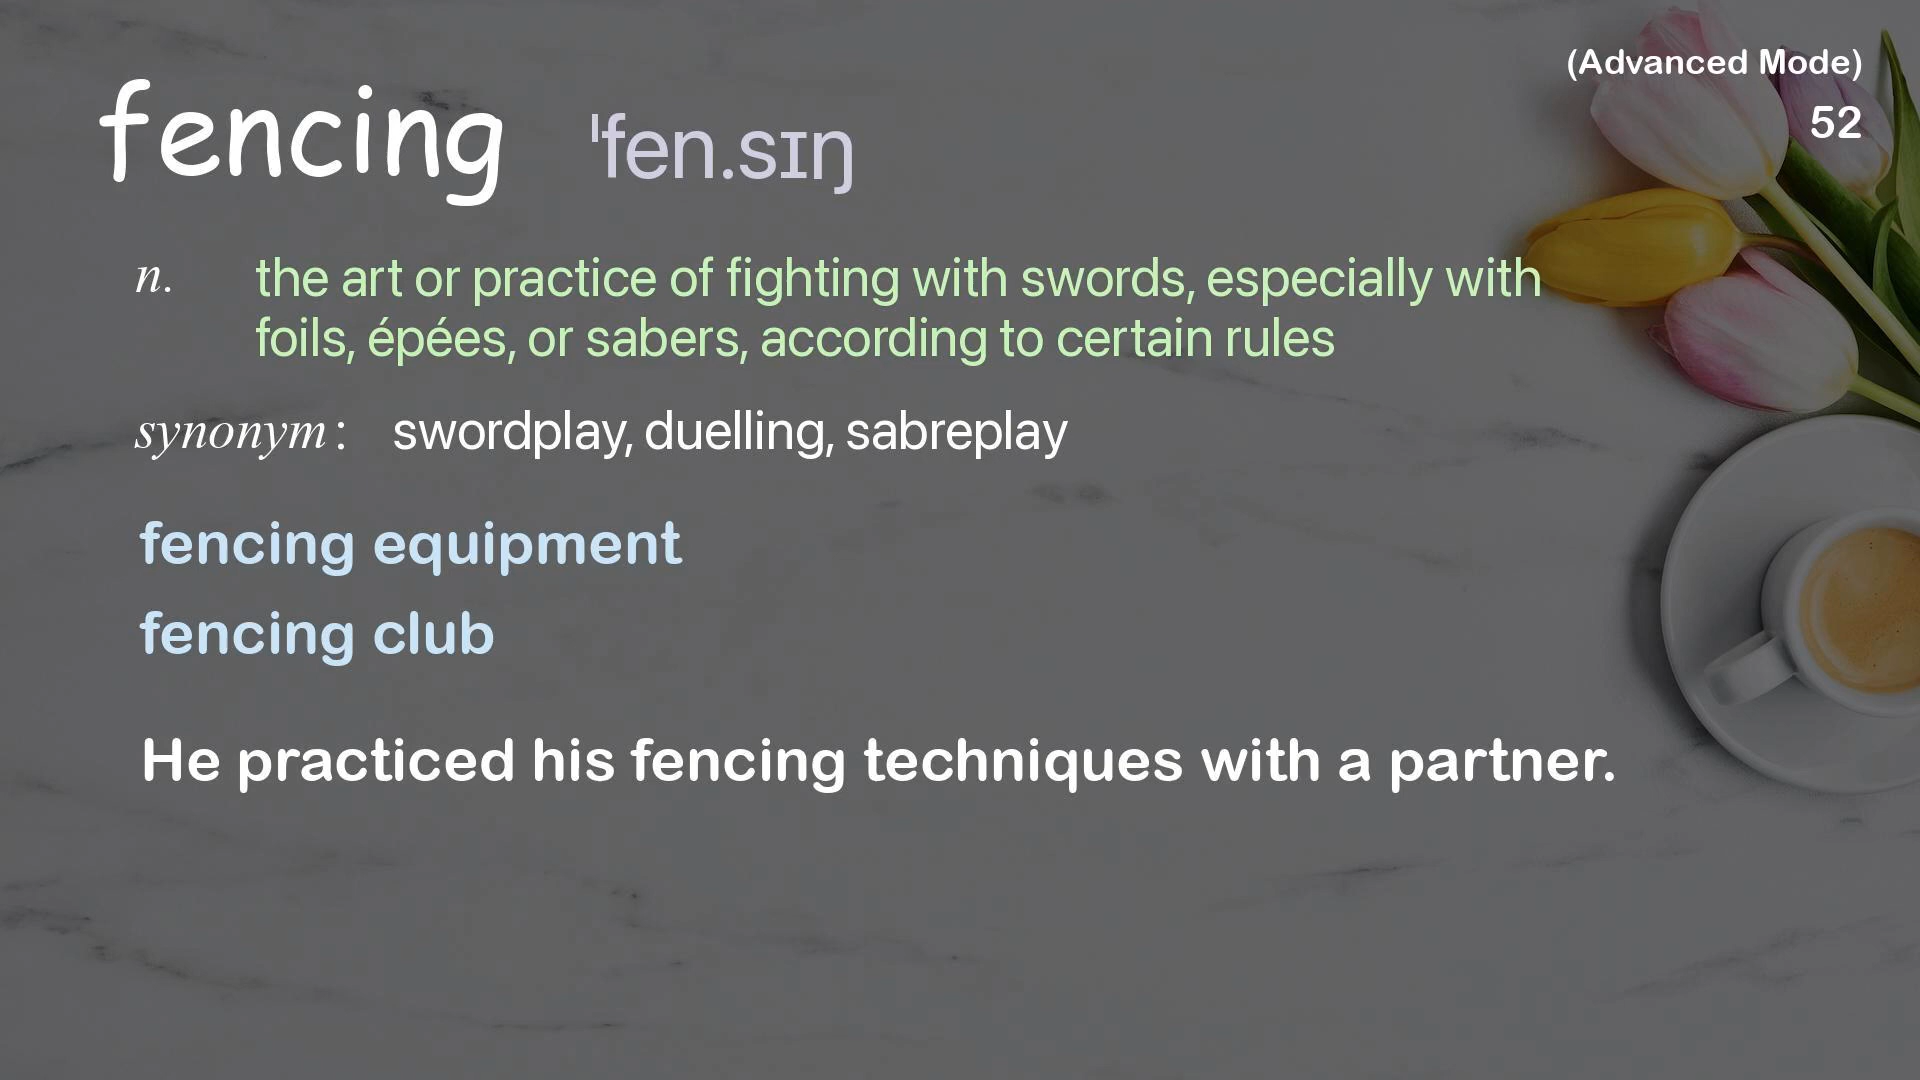 (Advanced Mode)
52
fencing ˈfen.sɪŋ
n. the art or practice of fighting with swords, especially with
foils, épées, or sabers, according to certain rules
synonym: swordplay, duelling, sabreplay
fencing equipment
fencing club
He practiced his fencing techniques with a partner.